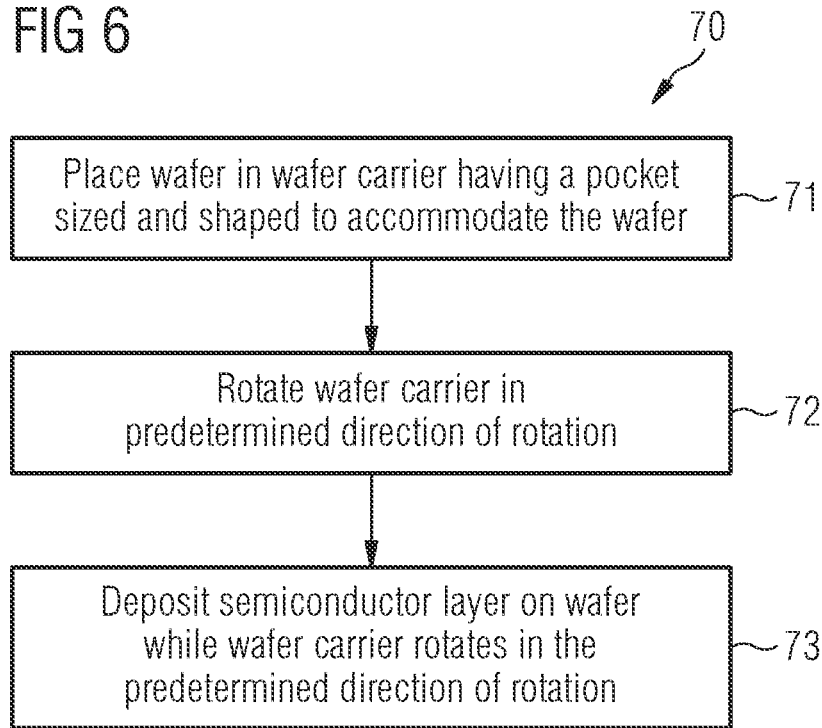 FIG 6
70
Place wafer in wafer carrier having a pocket
sized and shaped to accommodate the wafer
71
Rotate wafer carrier in
predetermined direction of rotation
72
Deposit semiconductor layer on wafer
while wafer carrier rotates in the
predetermined direction of rotation
73